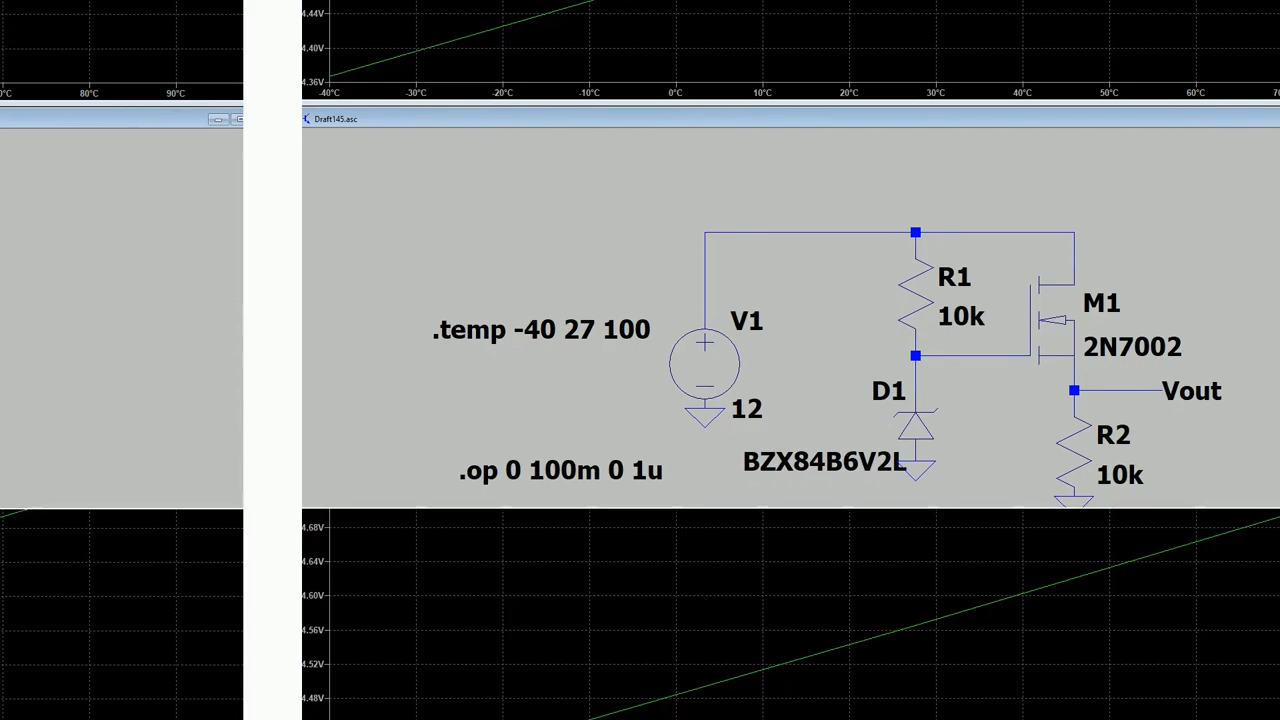 4.44V
4.40V
4.36V
0°C 80°C 90°C -40°C -30°C -20°C -10°C 0°C 10°C 20°C 30°C 40°C 50°C 60°C 70
Draft145.asc
R1
10k
M1
2N7002
V1
12
.temp -40 27 100
D1
BZX84B6V2L
Vout
R2
10k
.op 0 100m 0 1u
4.68V
4.64V
4.60V
4.56V
4.52V
4.48V